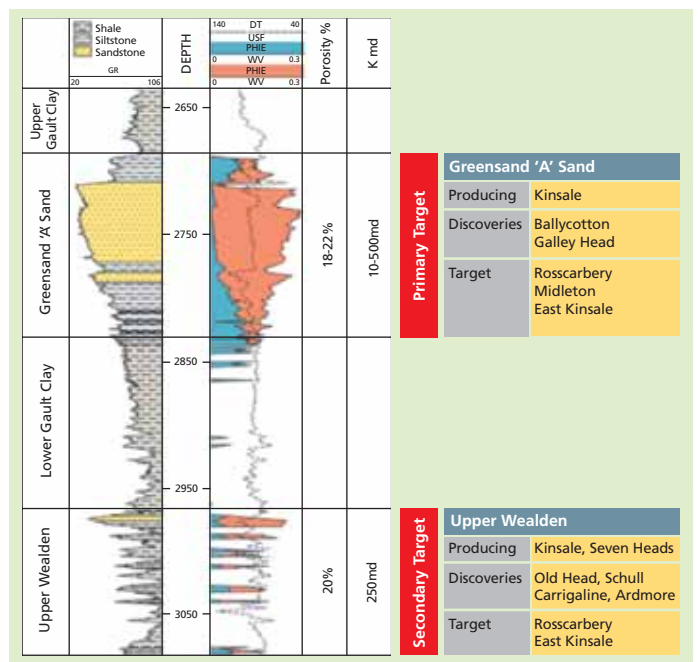 Shale
Siltstone
Sandstone
GR
20 106
DEPTH
140 DT 40
USF
PHIE
0 WV 0.3
PHIE
0 WV 0.3
Porosity %
K md
Upper
Gault Clay
2650
Greensand ‘A’ Sand
2750
18-22%
10-500md
2850
Lower Gault Clay
2950
Upper Wealden
3050
20%
250md
Primary Target
Greensand ‘A’ Sand
Producing Kinsale
Discoveries Ballycotton
Galley Head
Target Rosscarbery
Midleton
East Kinsale
Secondary Target
Upper Wealden
Producing Kinsale, Seven Heads
Discoveries Old Head, Schull
Carrigaline, Ardmore
Target Rosscarbery
East Kinsale